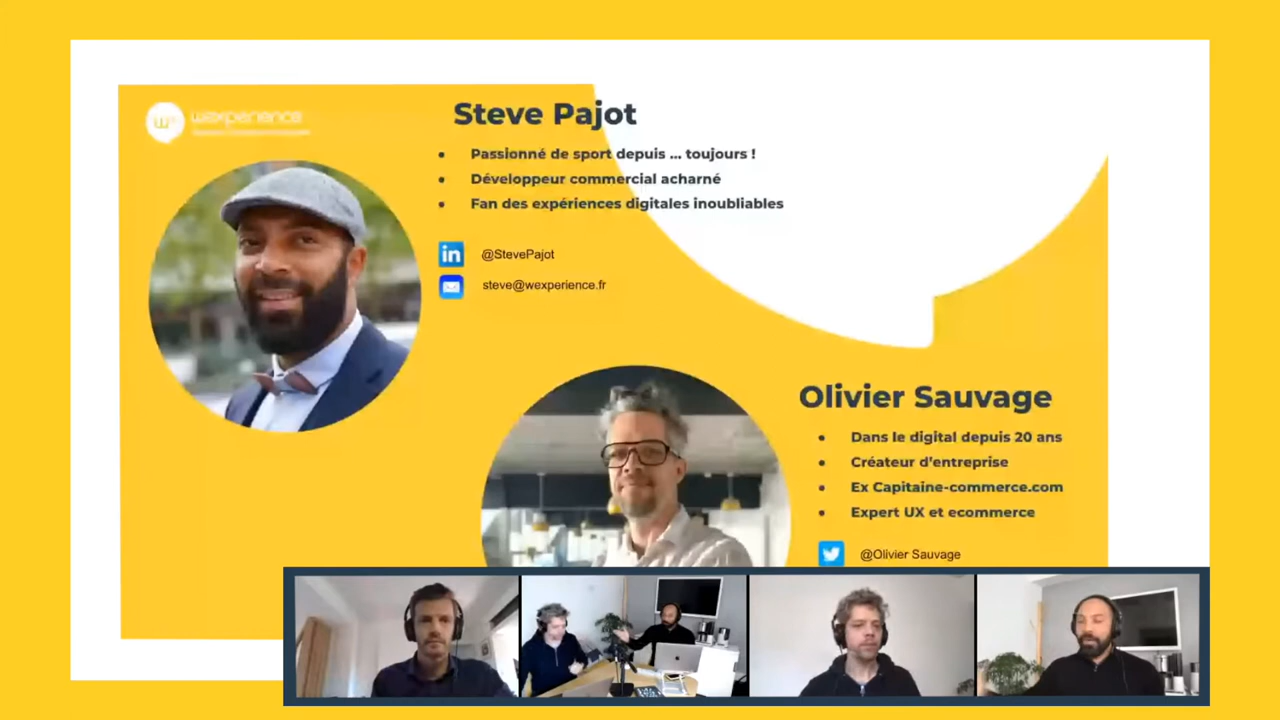 wexperience
Steve Pajot
• Passionné de sport depuis ... toujours !
• Développeur commercial acharné
• Fan des expériences digitales inoubliables
in @StevePajot
steve@wexperience.fr
Olivier Sauvage
• Dans le digital depuis 20 ans
• Créateur d'entreprise
• Ex Capitaine-commerce.com
• Expert UX et ecommerce
@Olivier Sauvage